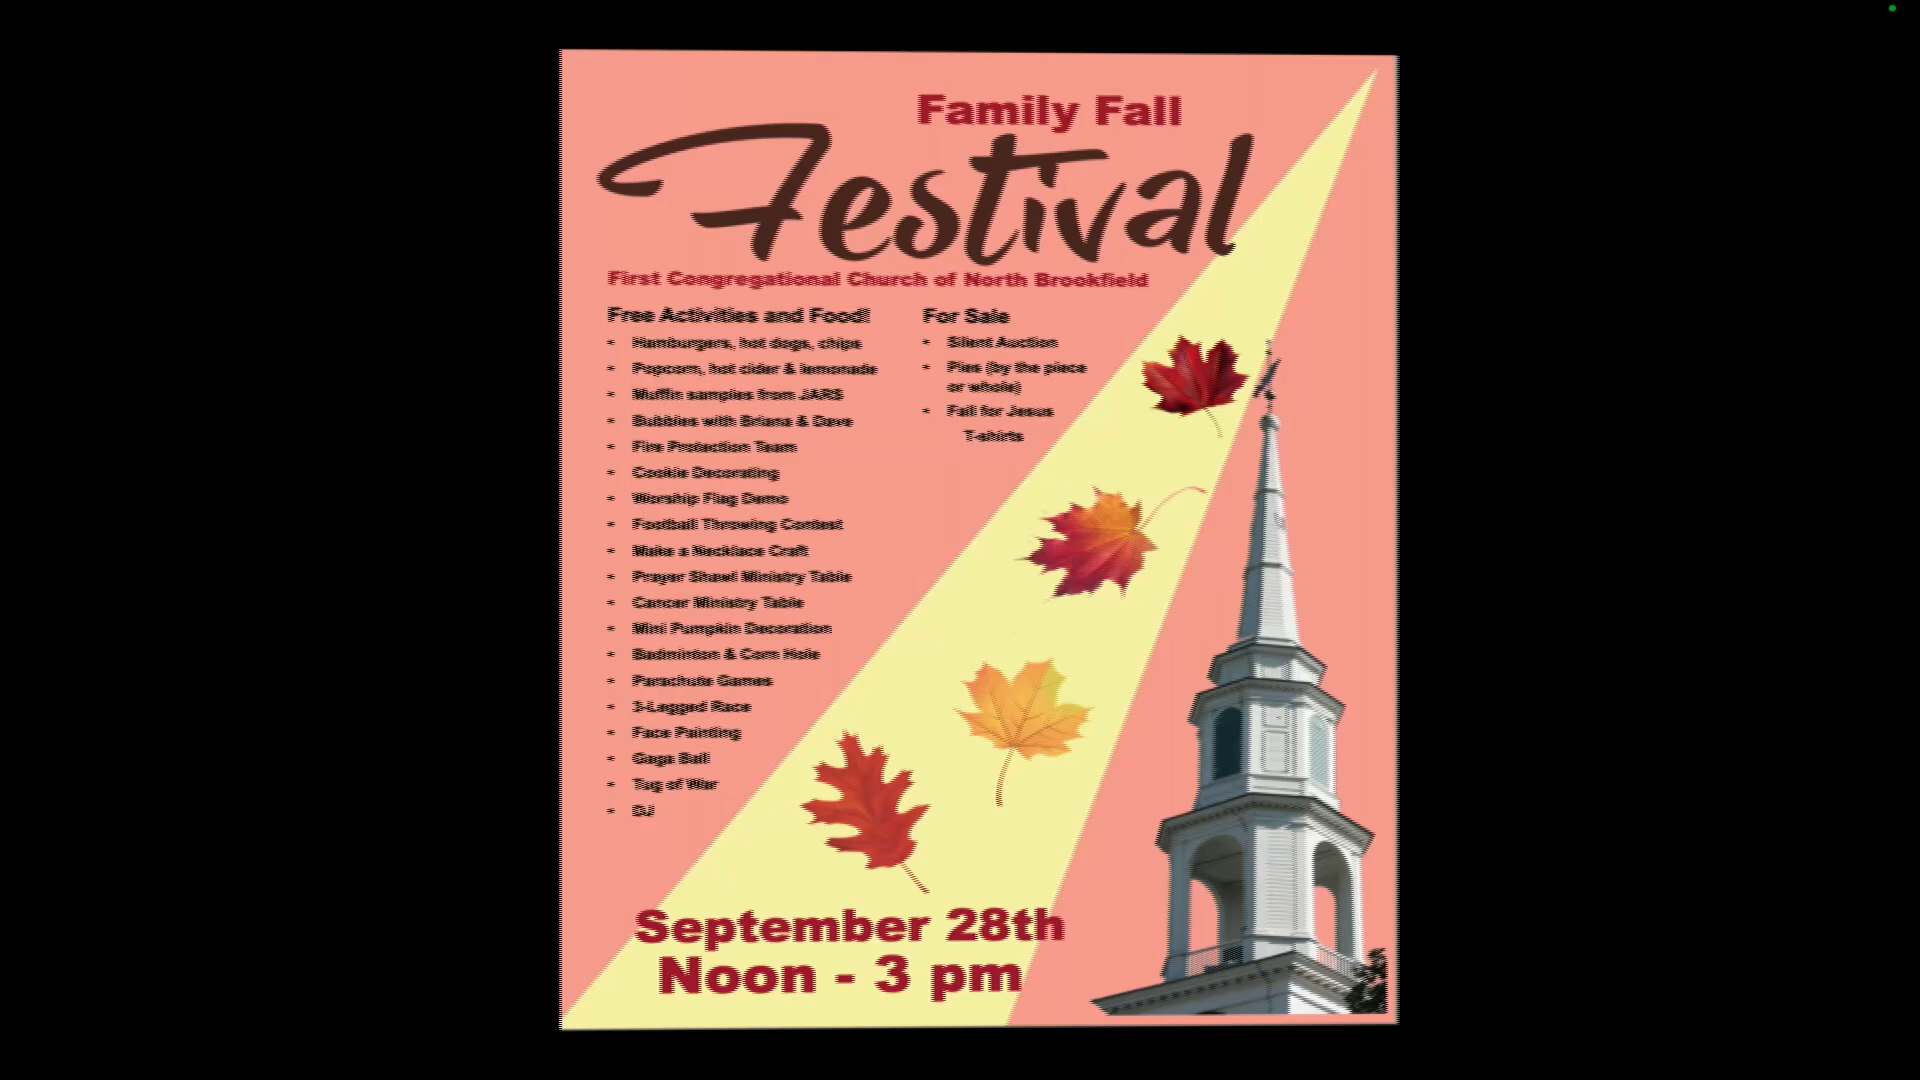 Family Fall
Festival
First Congregational Church of North Brookfield
Free Activities and Food!
• Hamburgers, hot dogs, chips
• Popcorn, hot cider & lemonade
• Muffin samples from JARS
• Bubbles with Briana & Dave
• Fire Protection Team
• Cookie Decorating
• Worship Flag Demo
• Football Throwing Contest
• Make a Necklace Craft
• Prayer Shawl Ministry Table
• Cancer Ministry Table
• Mini Pumpkin Decoration
• Badminton & Corn Hole
• Parachute Games
• 3-Legged Race
• Face Painting
• Gaga Ball
• Tug of War
• DJ
For Sale
• Silent Auction
• Pies (by the piece
or whole)
• Fall for Jesus
T-shirts
September 28th
Noon - 3 pm